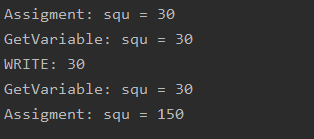 Assigment: squ = 30
GetVariable: squ = 30
WRITE: 30
GetVariable: squ = 30
Assigment: squ = 150